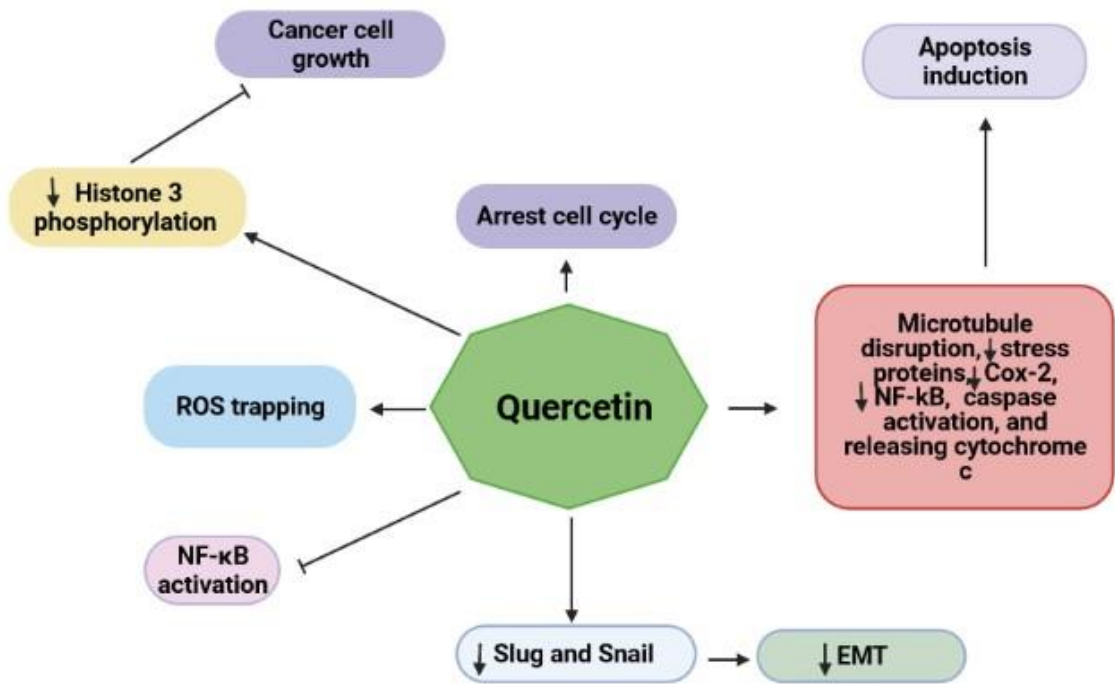 Cancer cell
growth
Apoptosis
induction
↓ Histone 3
phosphorylation
Arrest cell cycle
Microtubule
disruption,↓stress
proteins,↓Cox-2,
↓NF-kB, caspase
activation, and
releasing cytochrome
c
ROS trapping
Quercetin
NF-κB
activation
↓ Slug and Snail
↓EMT